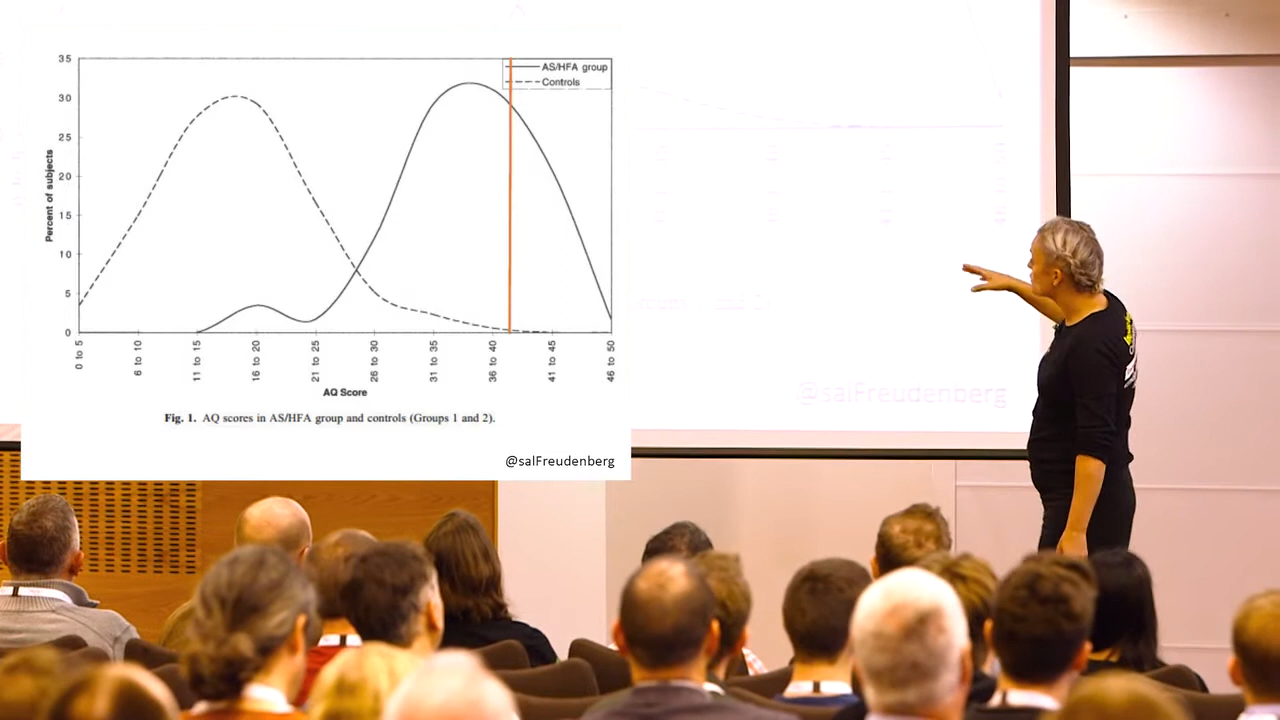 35
30
25
20
15
10
5
0
Percent of subjects
AS/HFA group
Controls
0 to 5
6 to 10
11 to 15
16 to 20
21 to 25
26 to 30
31 to 35
36 to 40
41 to 45
46 to 50
AQ Score
Fig. 1. AQ scores in AS/HFA group and controls (Groups 1 and 2).
@salFreudenberg
@salFreudenberg